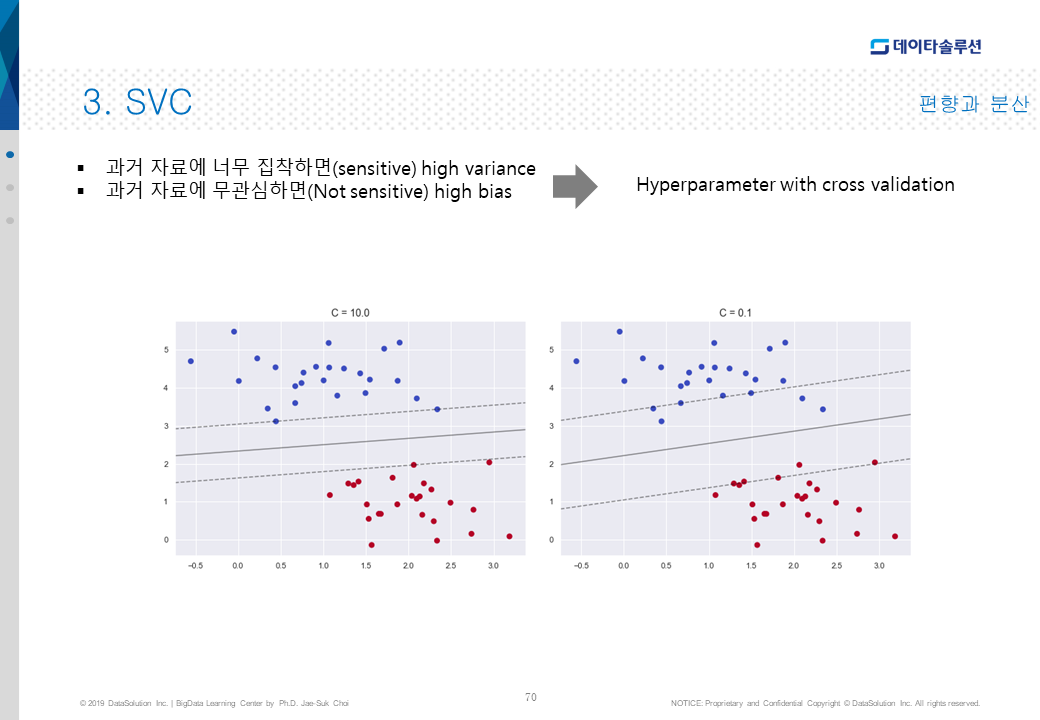 데이타솔루션
3. SVC
편향과 분산
▪ 과거 자료에 너무 집착하면(sensitive) high variance
▪ 과거 자료에 무관심하면(Not sensitive) high bias
Hyperparameter with cross validation
C = 10.0
5
4
3
2
1
0
−0.5 0.0 0.5 1.0 1.5 2.0 2.5 3.0
C = 0.1
5
4
3
2
1
0
−0.5 0.0 0.5 1.0 1.5 2.0 2.5 3.0
© 2019 DataSolution Inc. | BigData Learning Center by Ph.D. Jae-Suk Choi
70
NOTICE: Proprietary and Confidential Copyright © DataSolution Inc. All rights reserved.